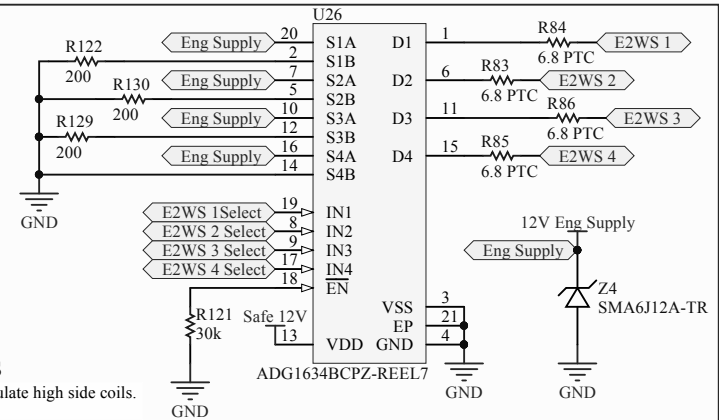 U26
20
Eng Supply
S1A
D1
1
R84
6.8 PTC
E2WS 1
R122
200
2
S1B
Eng Supply
7
S2A
D2
6
R83
6.8 PTC
E2WS 2
R130
200
5
S2B
Eng Supply
10
S3A
D3
11
R86
6.8 PTC
E2WS 3
R129
200
12
S3B
Eng Supply
16
S4A
D4
15
R85
6.8 PTC
E2WS 4
14
S4B
GND
E2WS 1Select
19
IN1
E2WS 2 Select
8
IN2
E2WS 3 Select
9
IN3
E2WS 4 Select
17
IN4
18
EN
12V Eng Supply
Eng Supply
Z4
SMA6J12A-TR
GND
R121
30k
GND
Safe 12V
13
VDD
VSS
3
EP
21
GND
4
GND
ADG1634BCPZ-REEL7
ulate high side coils.